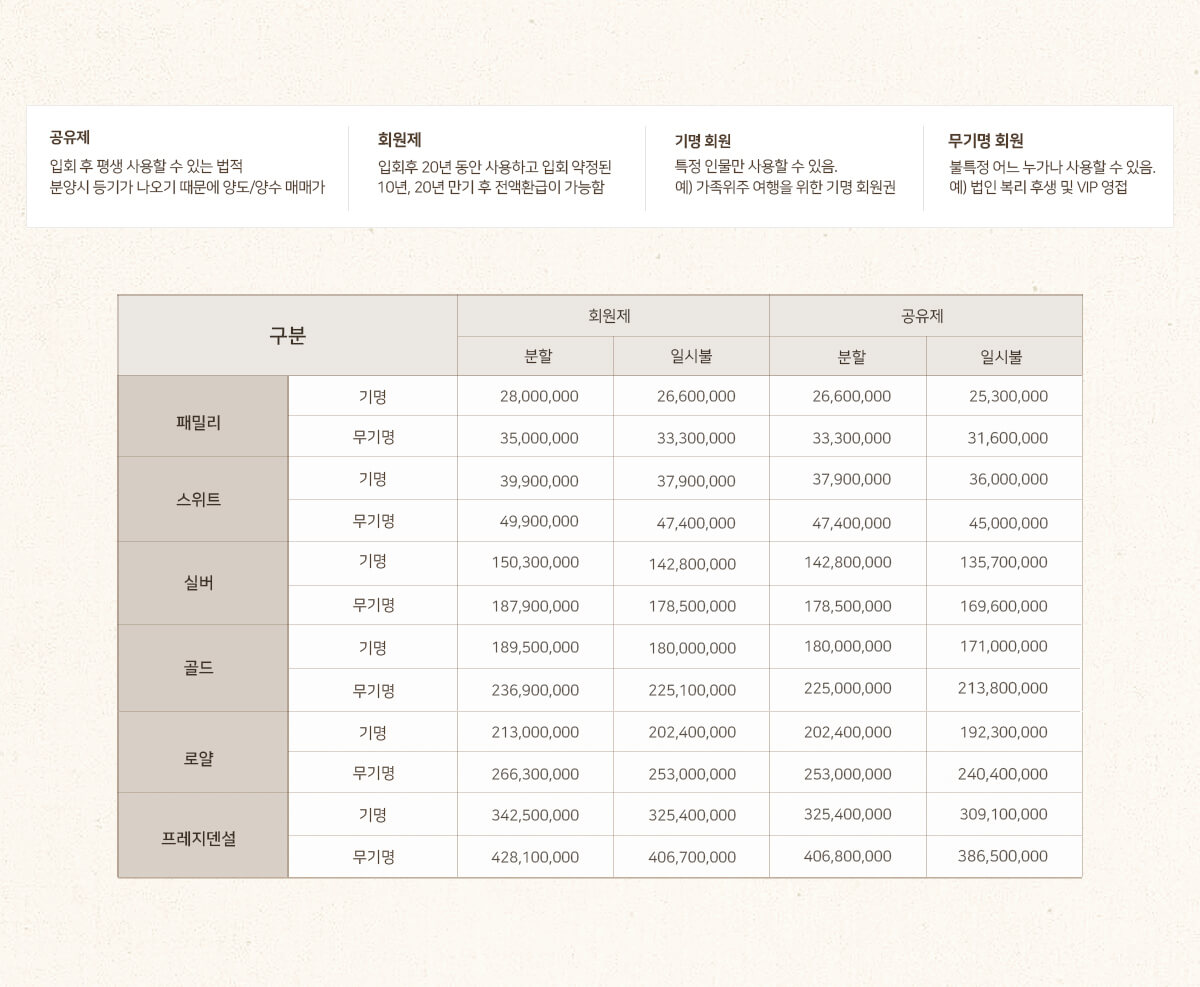 공유제
입회 후 평생 사용할 수 있는 법적
분양시 등기가 나오기 때문에 양도/양수 매매가
회원제
입회후 20년 동안 사용하고 입회 약정된
10년, 20년 만기 후 전액환급이 가능함
기명 회원
특정 인물만 사용할 수 있음.
예) 가족위주 여행을 위한 기명 회원권
무기명 회원
불특정 어느 누가나 사용할 수 있음.
예) 법인 복리 후생 및 VIP 영접
구분 회원제 공유제
분할 일시불 분할 일시불
패밀리 기명 28,000,000 26,600,000 26,600,000 25,300,000
무기명 35,000,000 33,300,000 33,300,000 31,600,000
스위트 기명 39,900,000 37,900,000 37,900,000 36,000,000
무기명 49,900,000 47,400,000 47,400,000 45,000,000
실버 기명 150,300,000 142,800,000 142,800,000 135,700,000
무기명 187,900,000 178,500,000 178,500,000 169,600,000
골드 기명 189,500,000 180,000,000 180,000,000 171,000,000
무기명 236,900,000 225,100,000 225,000,000 213,800,000
로얄 기명 213,000,000 202,400,000 202,400,000 192,300,000
무기명 266,300,000 253,000,000 253,000,000 240,400,000
프레지덴설 기명 342,500,000 325,400,000 325,400,000 309,100,000
무기명 428,100,000 406,700,000 406,800,000 386,500,000